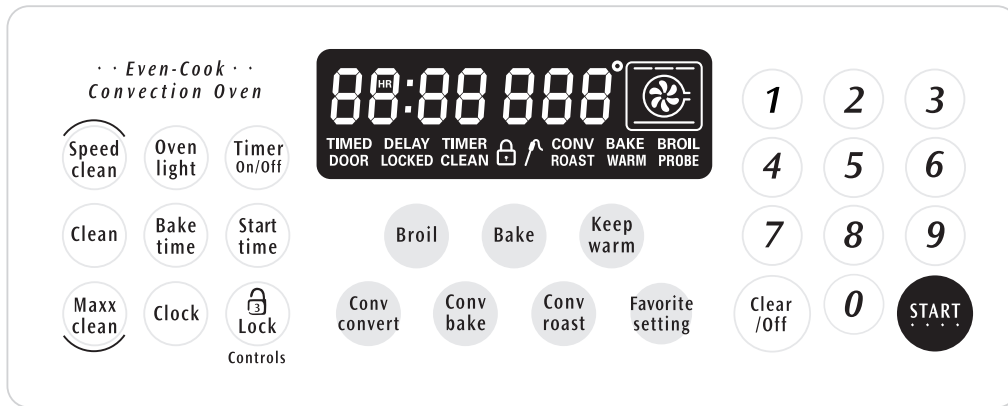 · · Even-Cook · ·
Convection Oven
Speed
clean
Oven
light
Timer
On/Off
Clean
Bake
time
Start
time
Maxx
clean
Clock
3
Lock
Controls
88:88 888°
HR
TIMED DELAY TIMER CONV BAKE BROIL
DOOR LOCKED CLEAN ROAST WARM PROBE
Broil
Bake
Keep
warm
Conv
convert
Conv
bake
Conv
roast
Favorite
setting
1 2 3
4 5 6
7 8 9
Clear
/Off
0
START